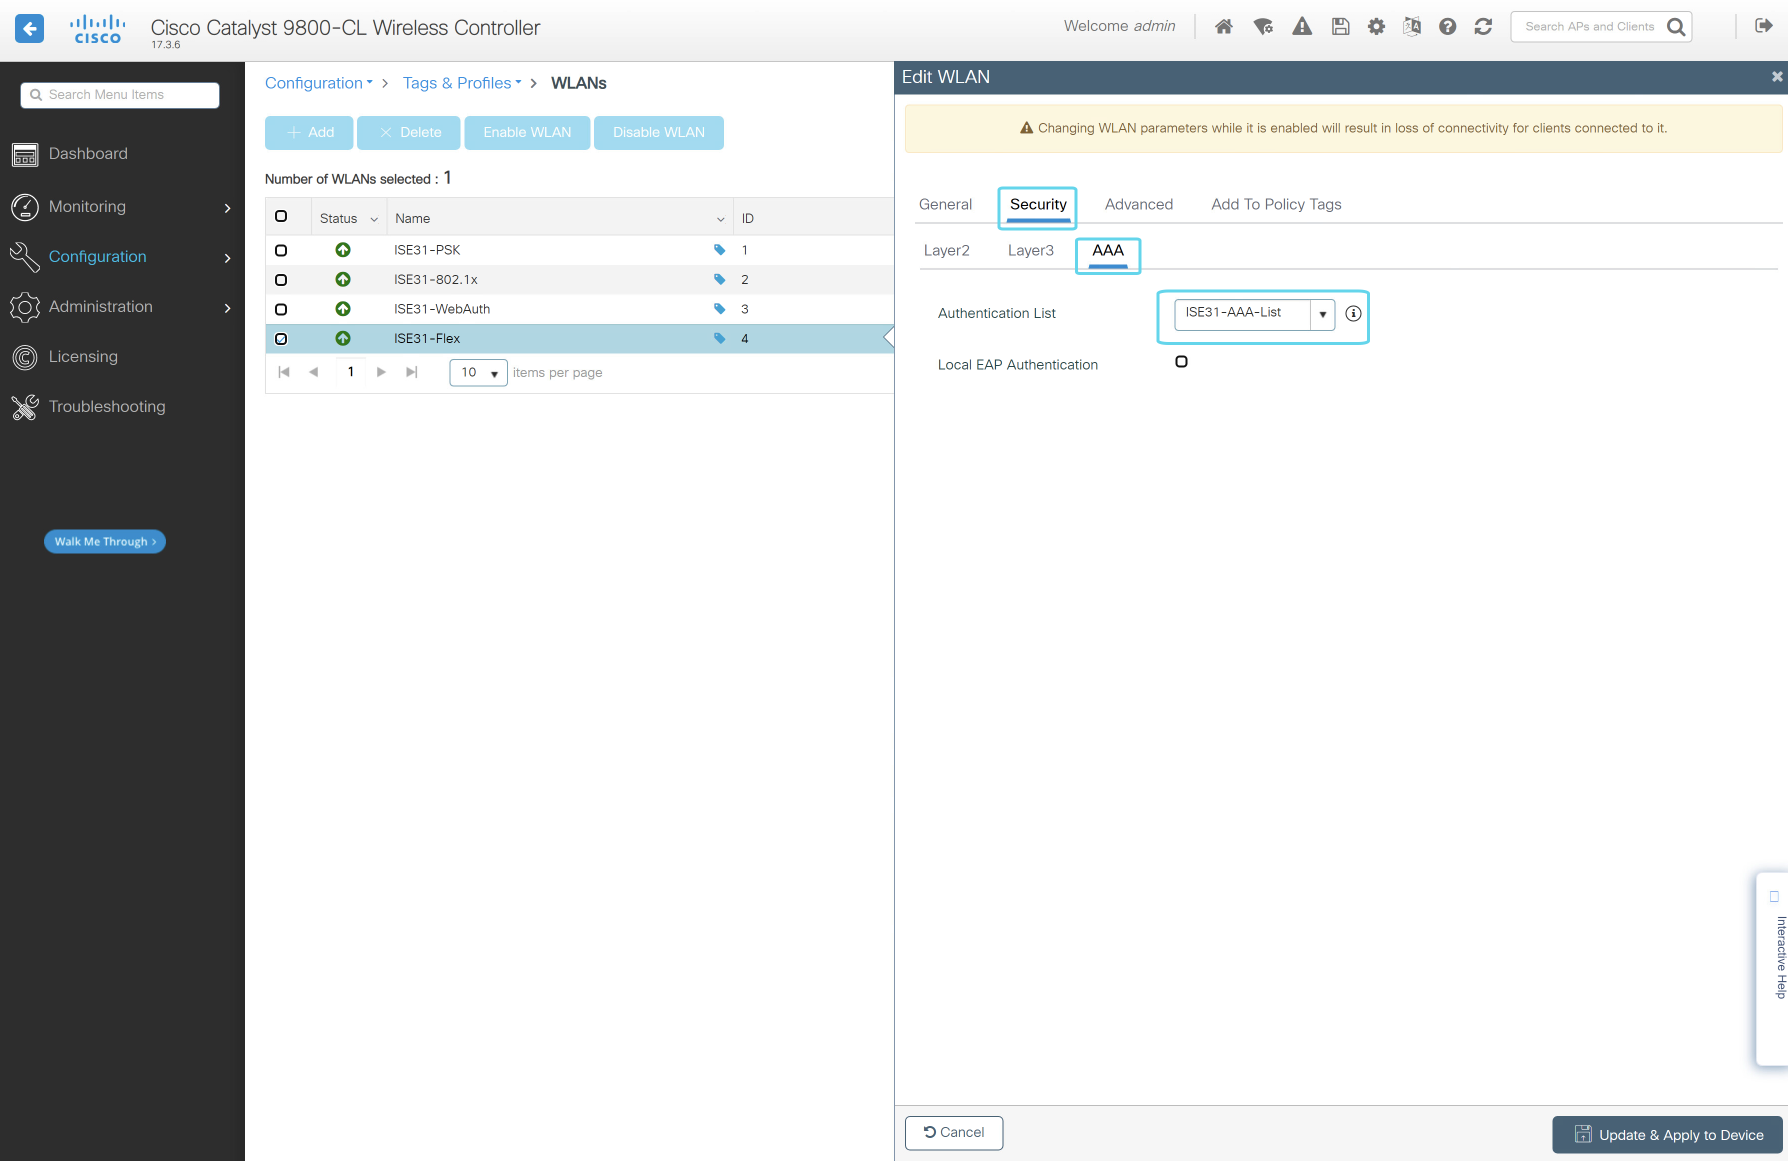 CISCO
Cisco Catalyst 9800-CL Wireless Controller
17.3.6
Welcome admin
Search APs and Clients
Search Menu Items
Dashboard
Monitoring
Configuration
Administration
Licensing
Troubleshooting
Walk Me Through >
Configuration > Tags & Profiles > WLANs
Add
Delete
Enable WLAN
Disable WLAN
Number of WLANs selected : 1
Status Name ID
ISE31-PSK 1
ISE31-802.1x 2
ISE31-WebAuth 3
ISE31-Flex 4
1 10 items per page
Edit WLAN
Changing WLAN parameters while it is enabled will result in loss of connectivity for clients connected to it.
General Security Advanced Add To Policy Tags
Layer2 Layer3 AAA
Authentication List ISE31-AAA-List
Local EAP Authentication
Interactive Help
Cancel
Update & Apply to Device